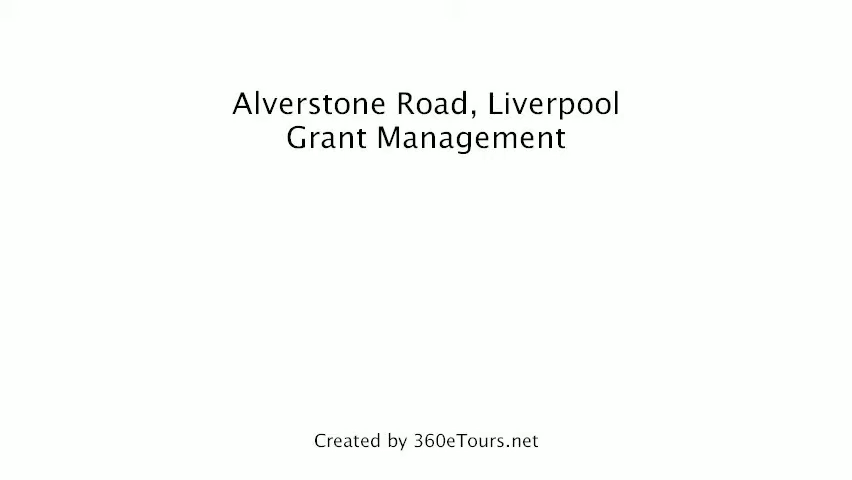 Alverstone Road, Liverpool
Grant Management
Created by 360eTours.net